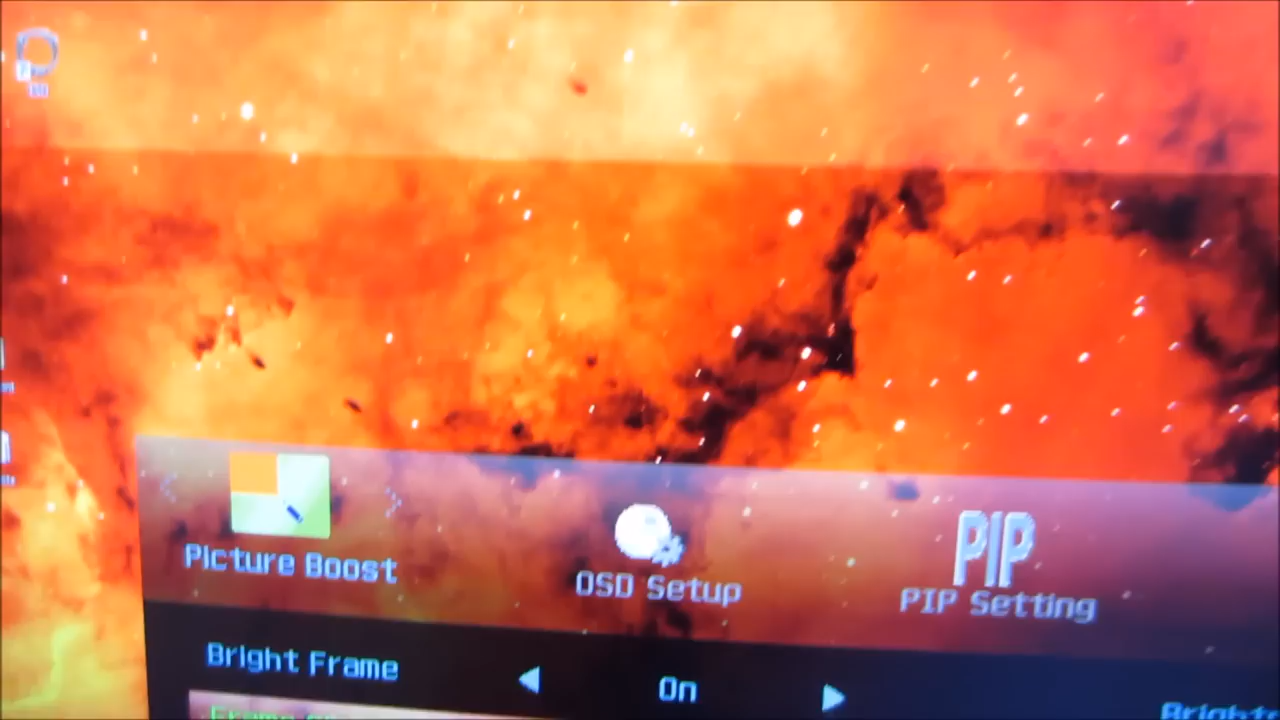 PIP
Picture Boost
OSD Setup
PIP Setting
Bright Frame
On